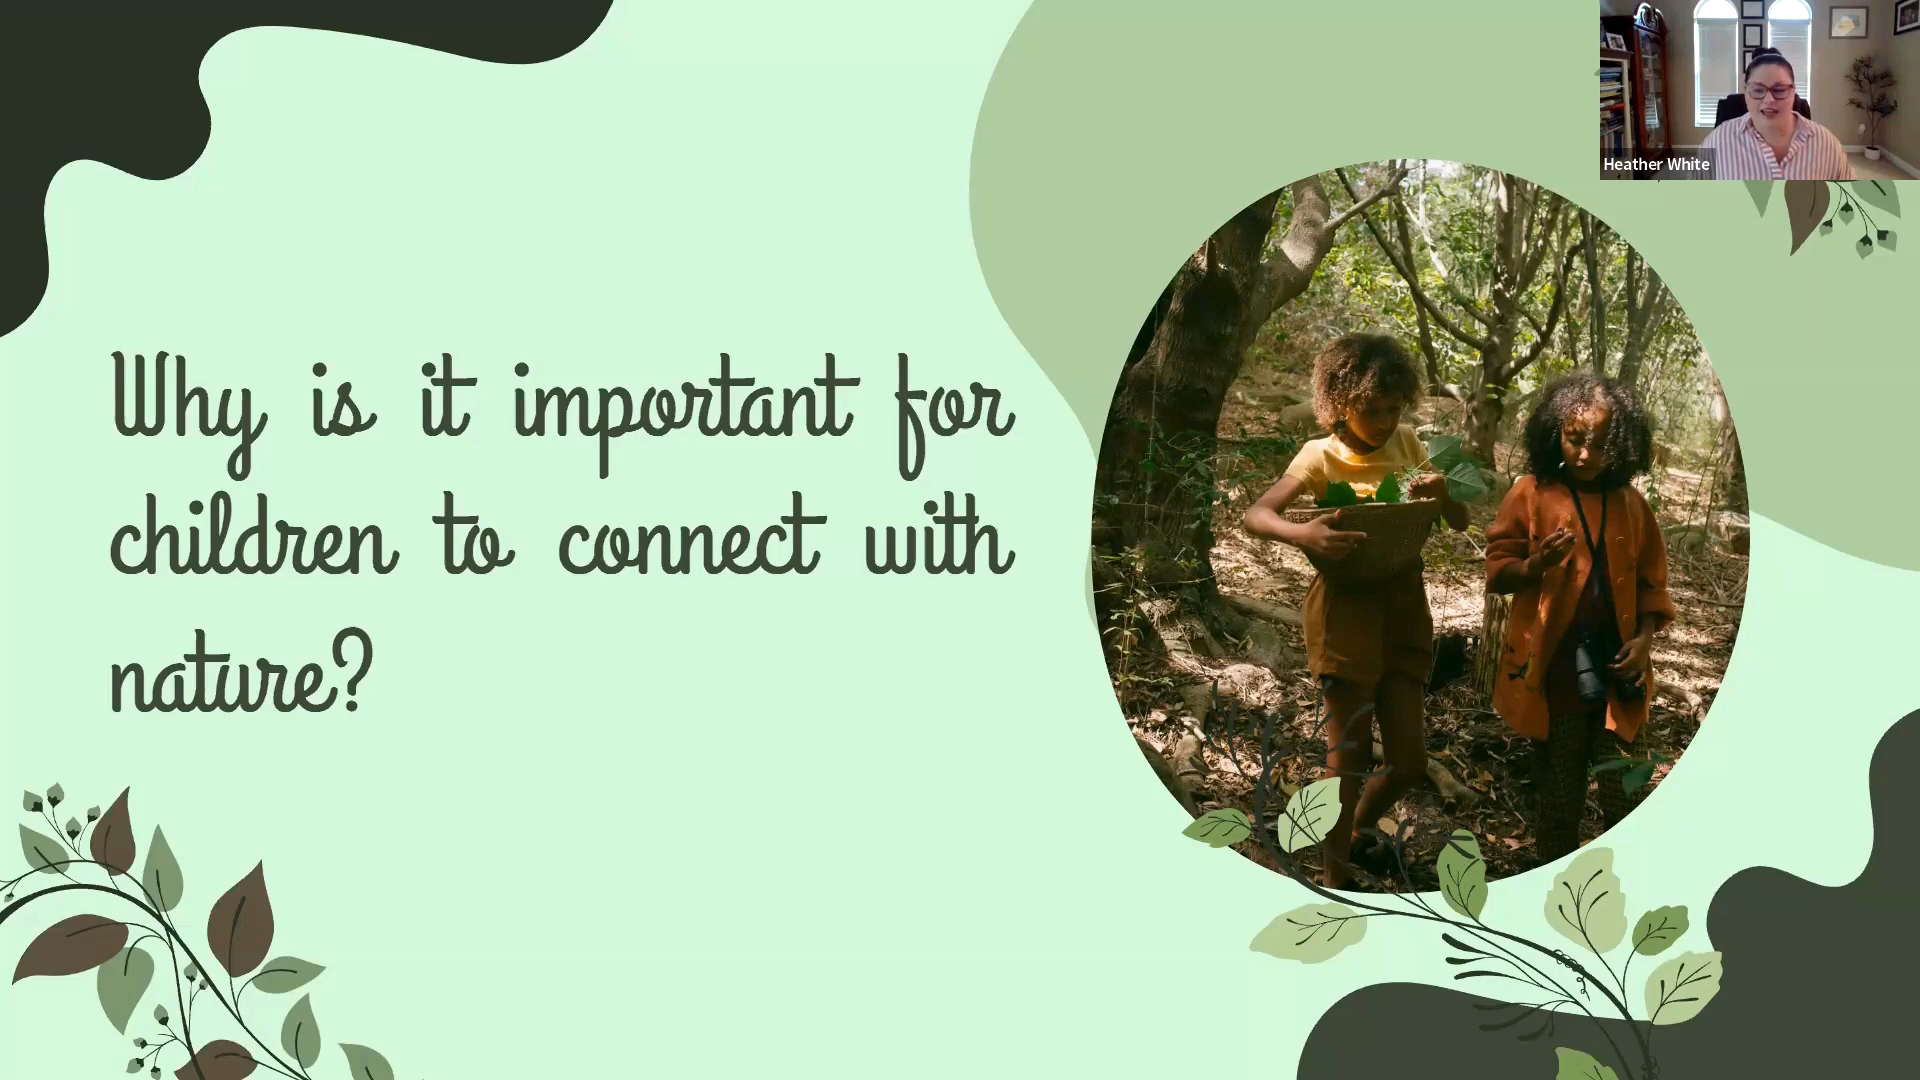 Heather White
Why is it important for
children to connect with
nature?